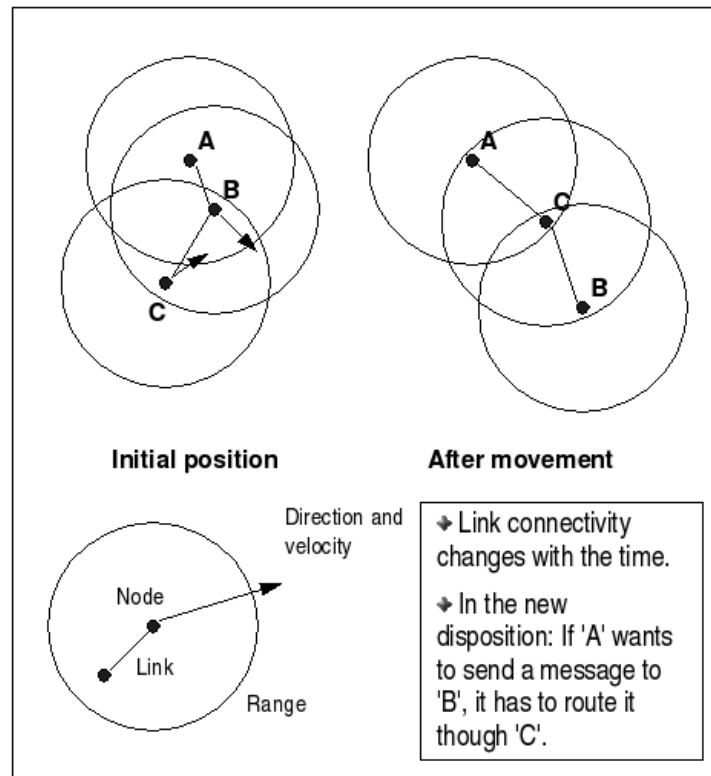 A
B
C
A
C
B
Initial position
After movement
Direction and
velocity
Node
Link
Range
Link connectivity
changes with the time.
In the new
disposition: If 'A' wants
to send a message to
'B', it has to route it
though 'C'.